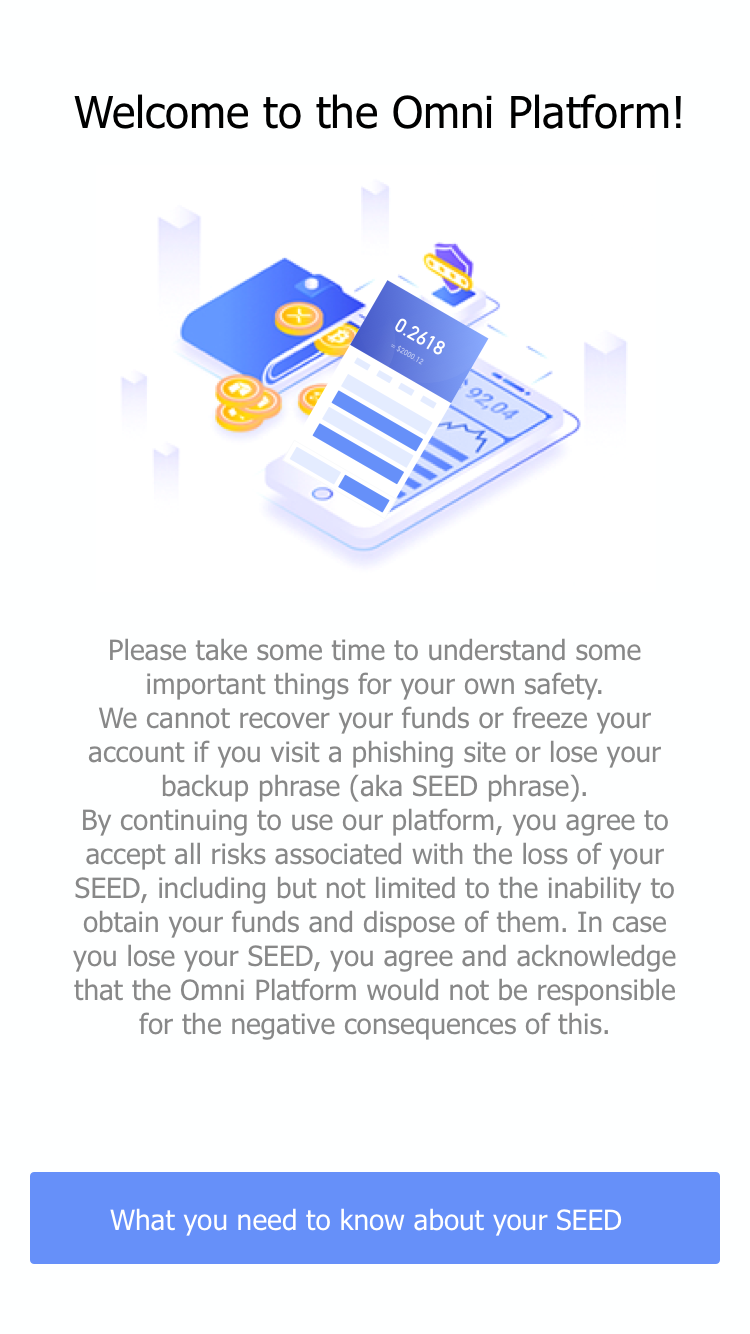 Welcome to the Omni Platform!
0.2618
≈ $2000.12
92,04
Please take some time to understand some
important things for your own safety.
We cannot recover your funds or freeze your
account if you visit a phishing site or lose your
backup phrase (aka SEED phrase).
By continuing to use our platform, you agree to
accept all risks associated with the loss of your
SEED, including but not limited to the inability to
obtain your funds and dispose of them. In case
you lose your SEED, you agree and acknowledge
that the Omni Platform would not be responsible
for the negative consequences of this.
What you need to know about your SEED